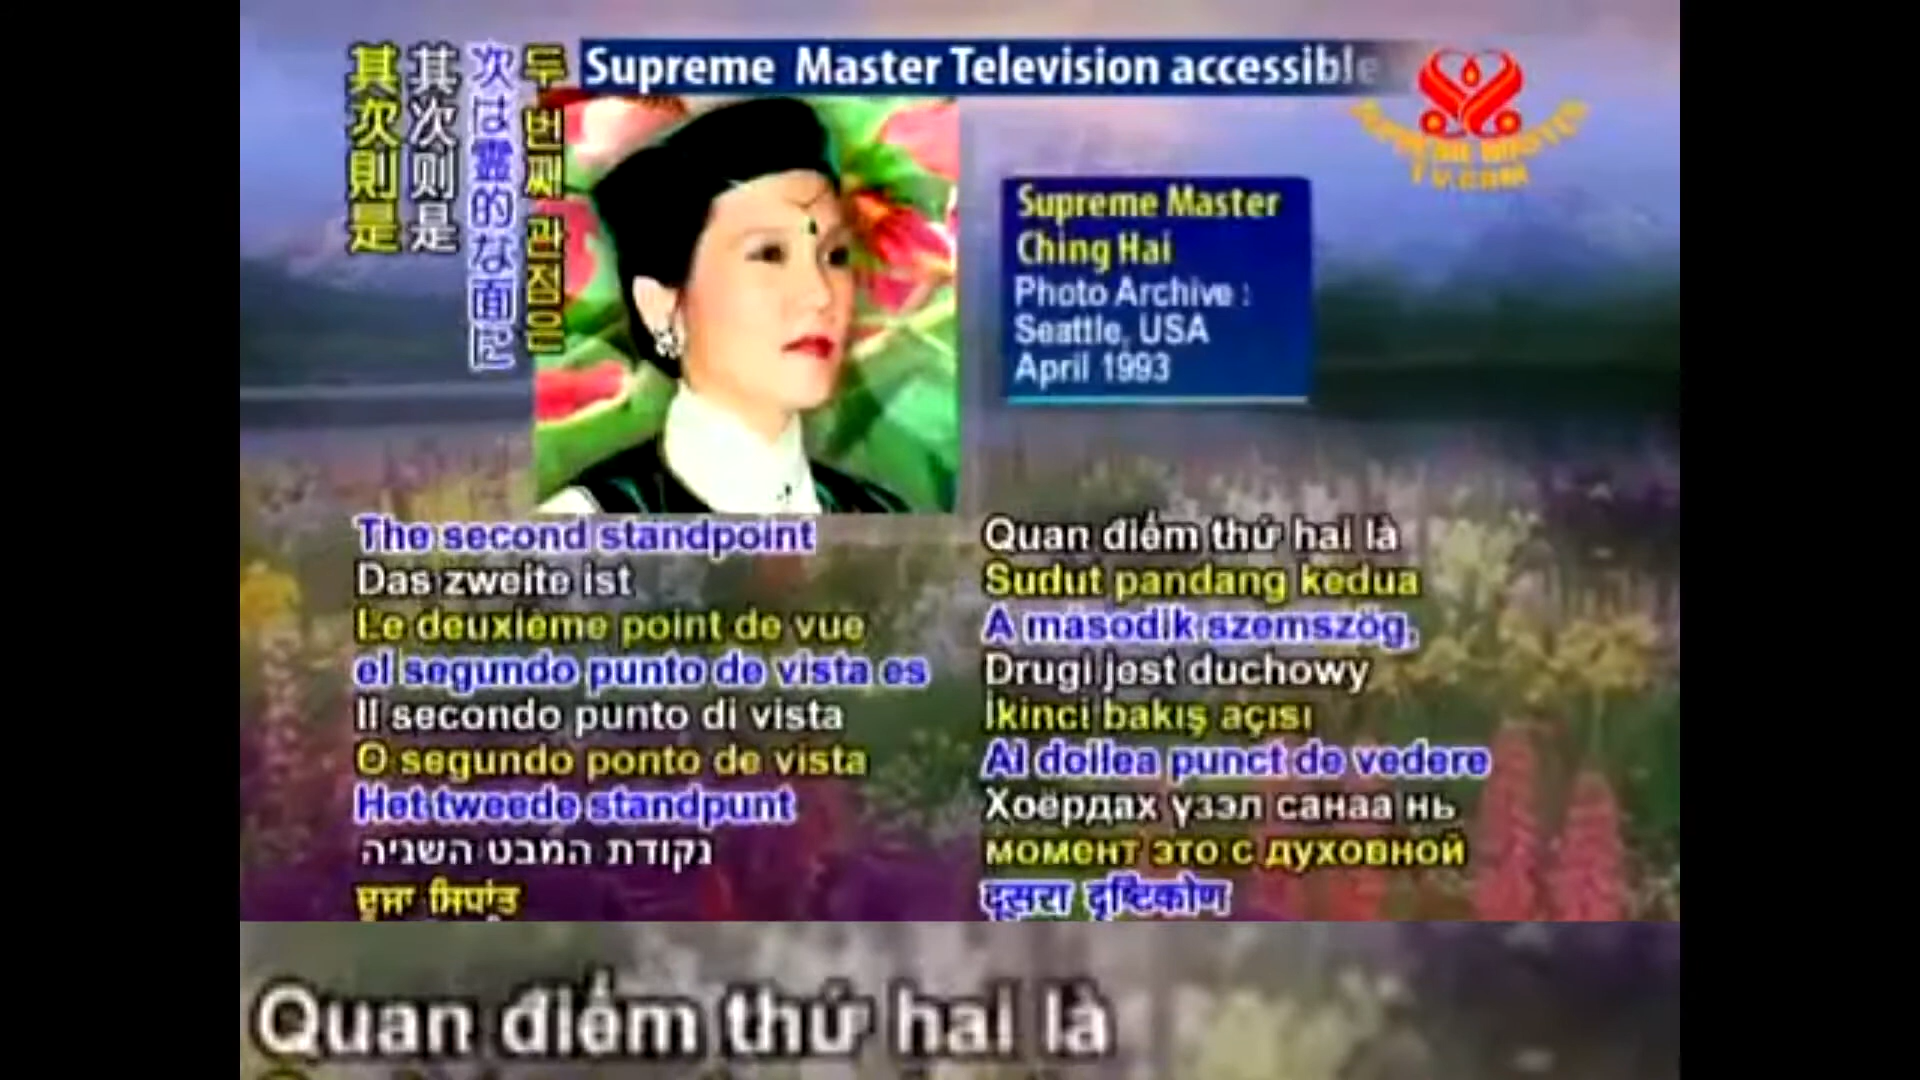 Supreme Master Television accessible
SUPREME MASTER
TV.COM
其次則是
其次则是
次は霊的な面に
두 번째 관점은
Supreme Master
Ching Hai
Photo Archive :
Seattle, USA
April 1993
The second standpoint
Das zweite ist
Le deuxième point de vue
el segundo punto de vista es
Il secondo punto di vista
O segundo ponto de vista
Het tweede standpunt
נקודת המבט השניה
ਦੂਜਾ ਸਿਧਾਂਤ
Quan điểm thứ hai là
Sudut pandang kedua
A második szemszög,
Drugi jest duchowy
İkinci bakış açısı
Al doilea punct de vedere
Хоёрдах үзэл санаа нь
момент это с духовной
दूसरा दृष्टिकोण
Quan điểm thứ hai là